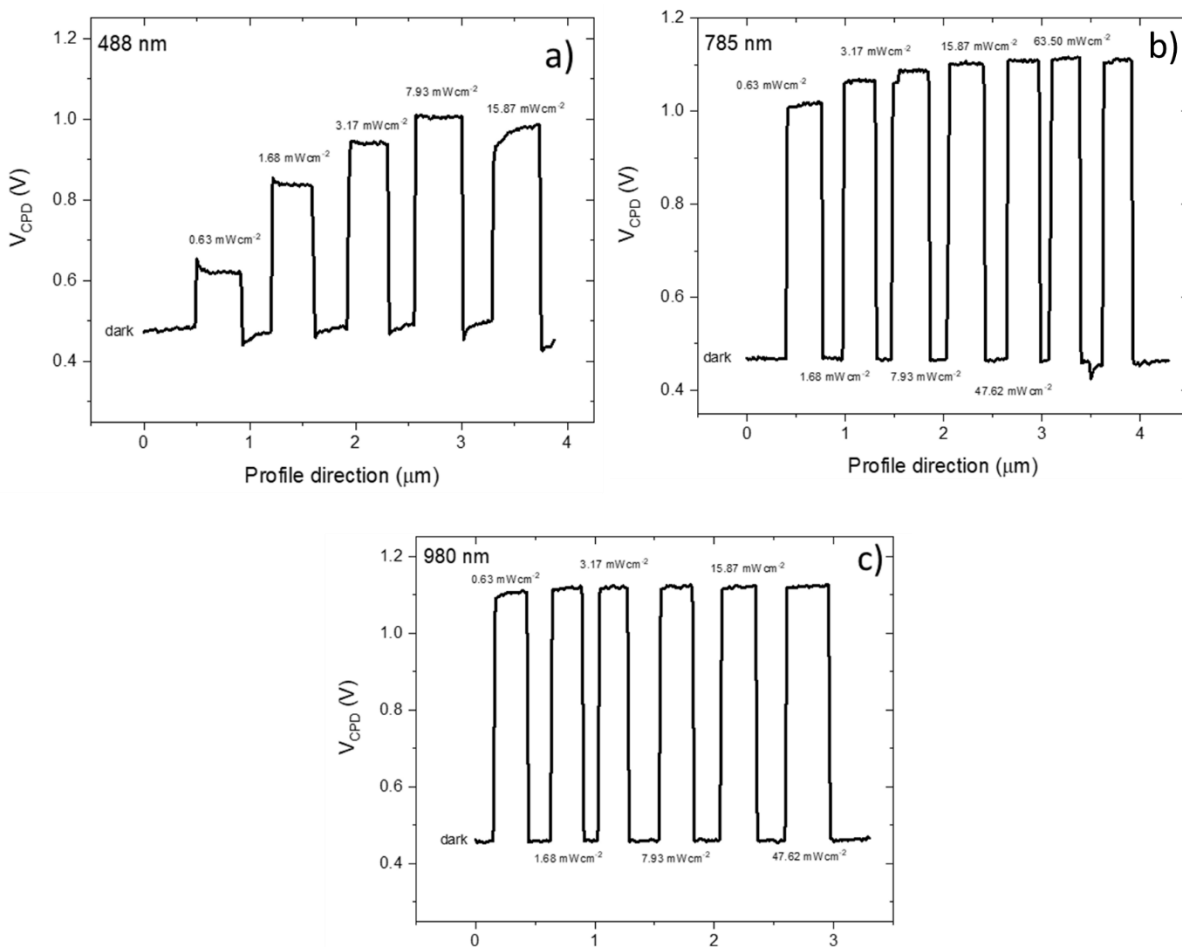 488 nm
a)
1.2
1.0
0.8
0.6
0.4
V_CPD (V)
dark
0.63 mWcm⁻²
1.68 mWcm⁻²
3.17 mWcm⁻²
7.93 mWcm⁻²
15.87 mWcm⁻²
0 1 2 3 4
Profile direction (μm)
785 nm
b)
1.2
1.0
0.8
0.6
0.4
V_CPD (V)
dark
0.63 mWcm⁻²
3.17 mWcm⁻²
15.87 mWcm⁻²
63.50 mWcm⁻²
1.68 mWcm⁻²
7.93 mWcm⁻²
47.62 mWcm⁻²
0 1 2 3 4
Profile direction (μm)
980 nm
c)
1.2
1.0
0.8
0.6
0.4
V_CPD (V)
dark
0.63 mWcm⁻²
3.17 mWcm⁻²
15.87 mWcm⁻²
1.68 mWcm⁻²
7.93 mWcm⁻²
47.62 mWcm⁻²
0 1 2 3